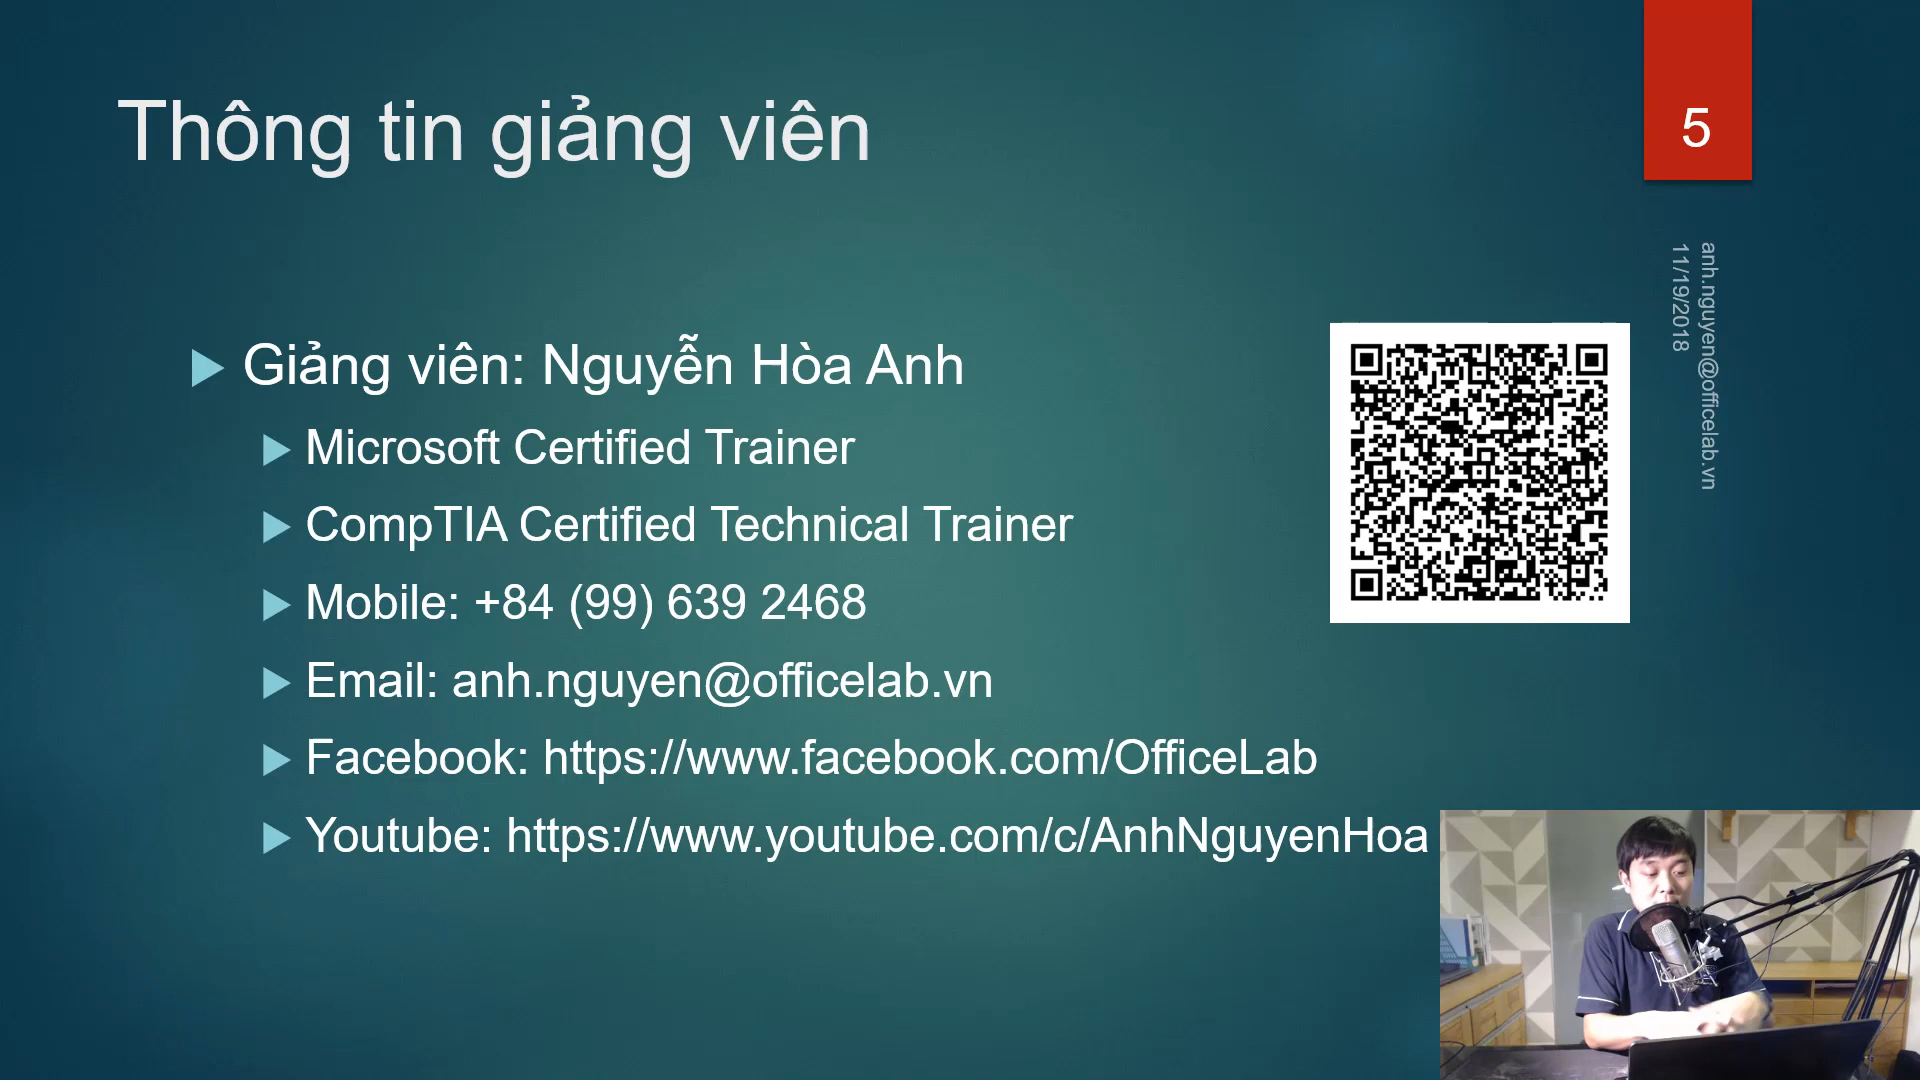 Thông tin giảng viên
5
anh.nguyen@officelab.vn
11/19/2018
Giảng viên: Nguyễn Hòa Anh
Microsoft Certified Trainer
CompTIA Certified Technical Trainer
Mobile: +84 (99) 639 2468
Email: anh.nguyen@officelab.vn
Facebook: https://www.facebook.com/OfficeLab
Youtube: https://www.youtube.com/c/AnhNguyenHoa